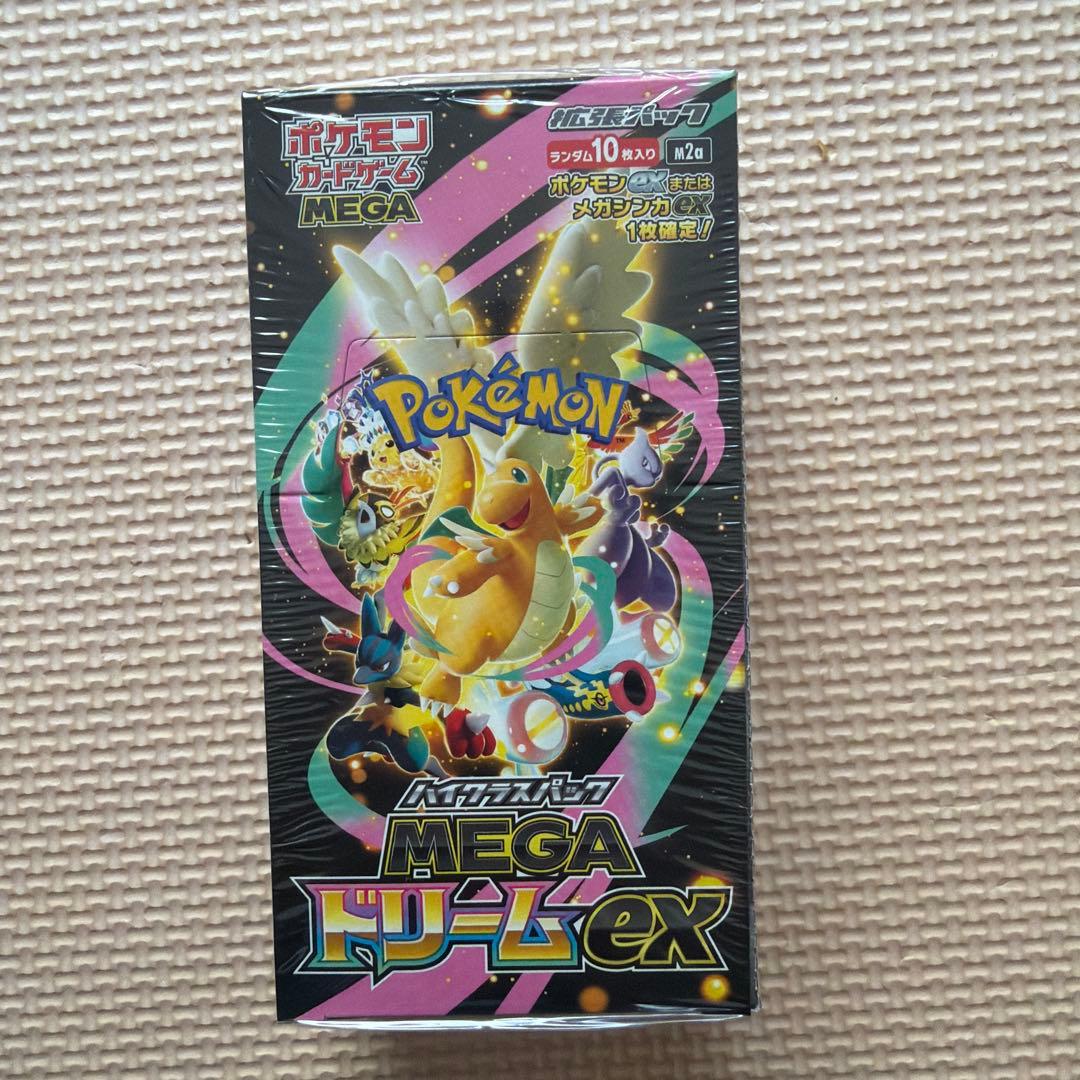 ポケモン
カードゲーム™
MEGA
拡張パック
ランダム10枚入り M2a
ポケモンexまたは
メガシンカex
1枚確定!
POKéMON™
ハイクラスパック
MEGA
ドリームex